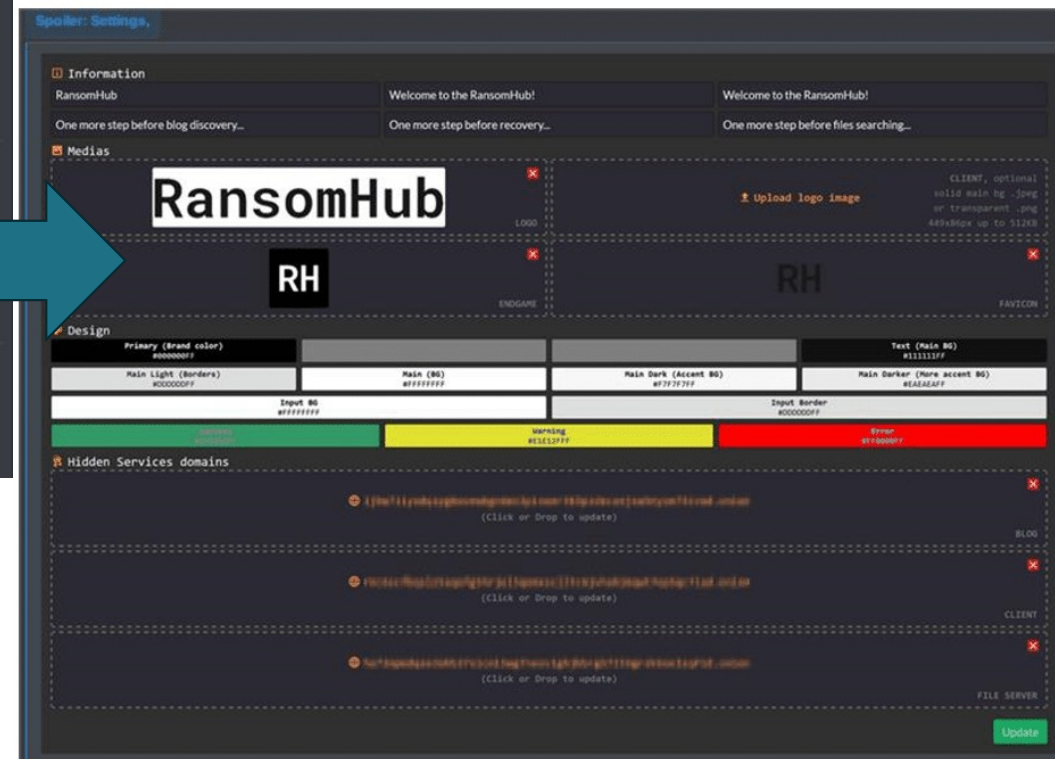 Spoiler: Settings,
Information
RansomHub
Welcome to the RansomHub!
Welcome to the RansomHub!
One more step before blog discovery...
One more step before recovery...
One more step before files searching...
Medias
RansomHub
LOGO
Upload logo image
CLIENT, optional
solid main bg .jpeg
or transparent .png
449x86px up to 512KB
RH
ENDGAME
RH
FAVICON
Design
Primary (Brand color)
#000000FF
Text (Main BG)
#111111FF
Main Light (Borders)
#DDDDDDFF
Main (BG)
#FFFFFFFF
Main Dark (Accent BG)
#F7F7F7FF
Main Darker (More accent BG)
#EAEAEAFF
Input BG
#FFFFFFFF
Input Border
#DDDDDDFF
Warning
Error
Hidden Services domains
.onion
(Click or Drop to update)
BLOG
.onion
(Click or Drop to update)
CLIENT
.onion
(Click or Drop to update)
FILE SERVER
Update